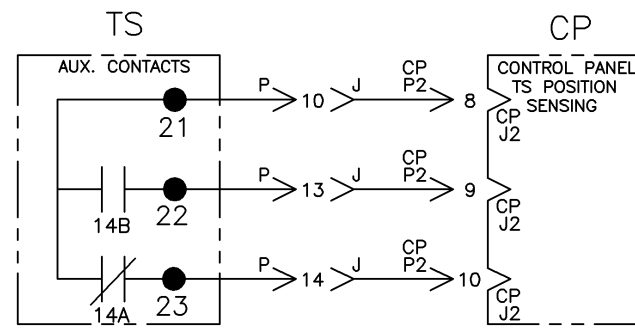 TS
CP
AUX. CONTACTS
CONTROL PANEL
TS POSITION
SENSING
21
P
10
J
CP
P2
8
CP
J2
14B
22
P
13
J
CP
P2
9
CP
J2
14A
23
P
14
J
CP
P2
10
CP
J2